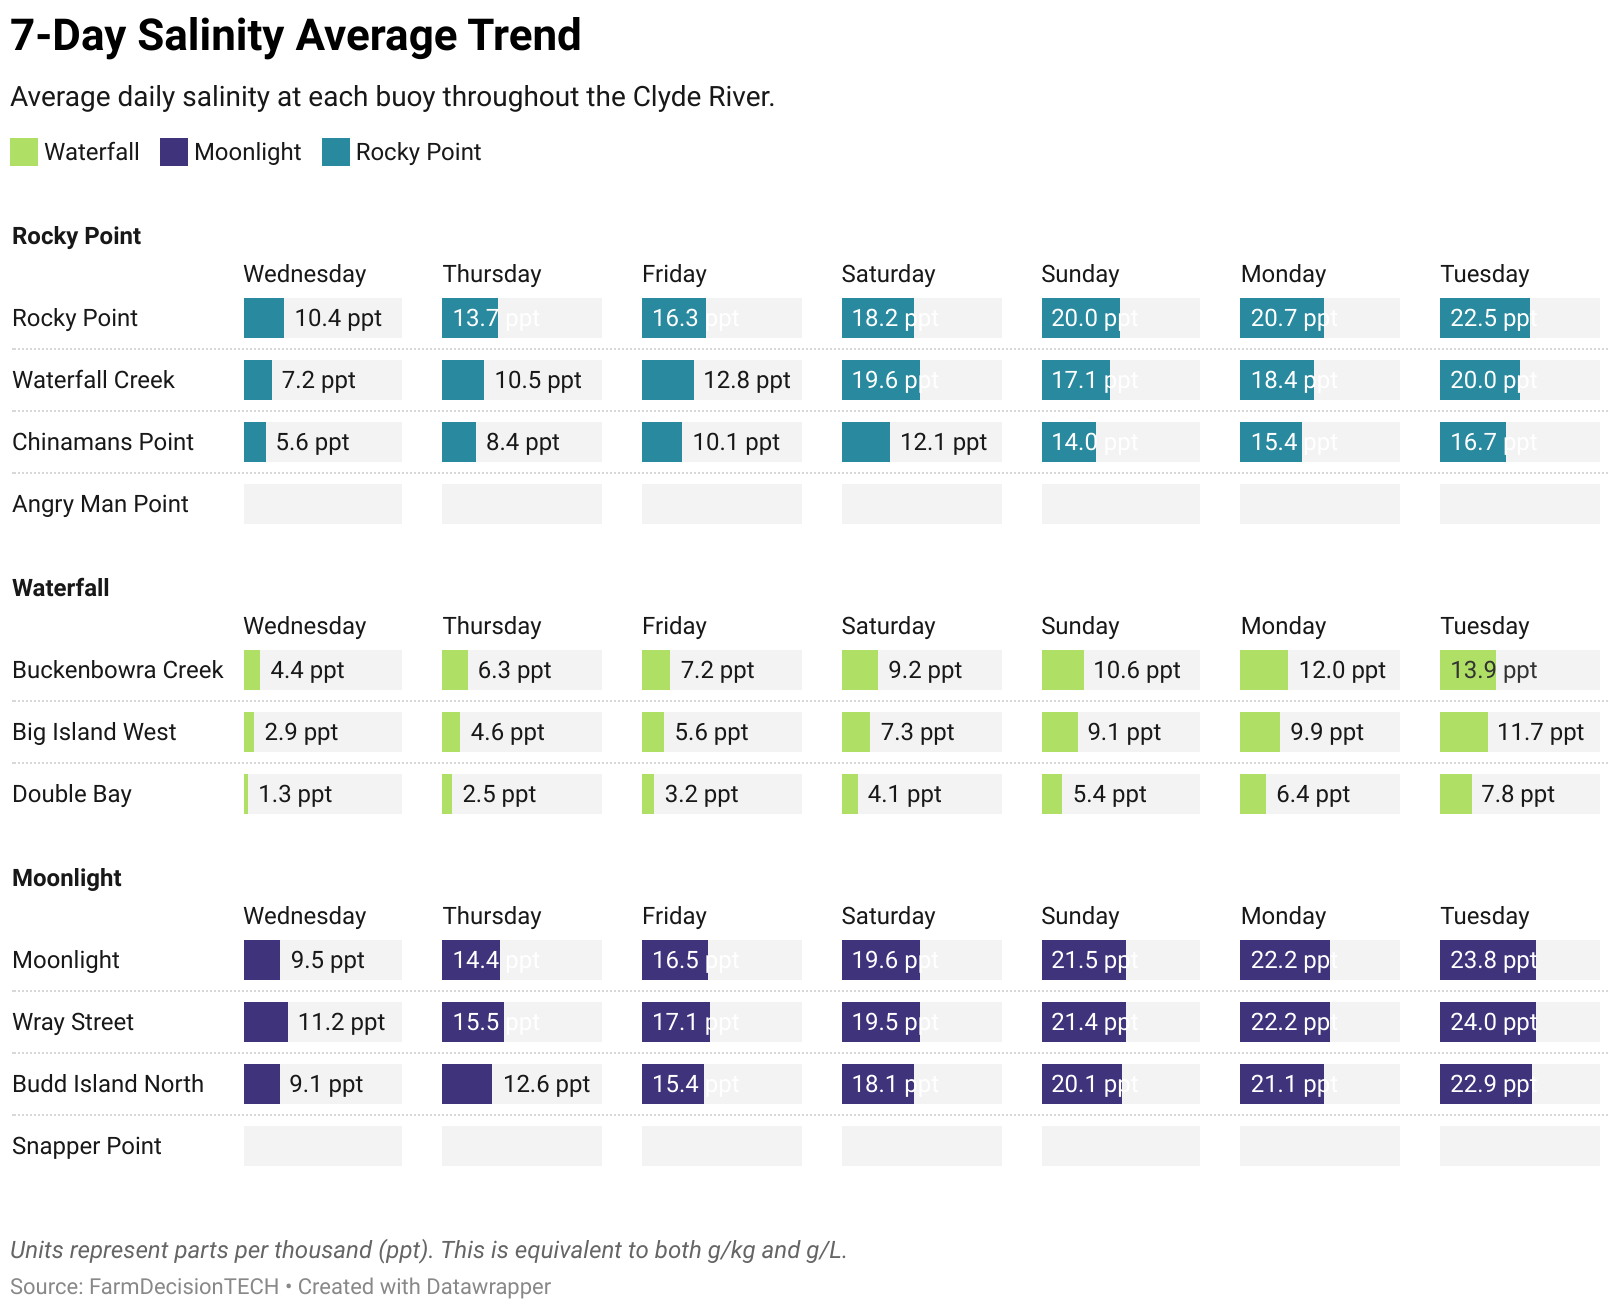 7-Day Salinity Average Trend
Average daily salinity at each buoy throughout the Clyde River.
Waterfall Moonlight Rocky Point
Rocky Point
Wednesday Thursday Friday Saturday Sunday Monday Tuesday
Rocky Point 10.4 ppt 13.7 ppt 16.3 ppt 18.2 ppt 20.0 ppt 20.7 ppt 22.5 ppt
Waterfall Creek 7.2 ppt 10.5 ppt 12.8 ppt 19.6 ppt 17.1 ppt 18.4 ppt 20.0 ppt
Chinamans Point 5.6 ppt 8.4 ppt 10.1 ppt 12.1 ppt 14.0 ppt 15.4 ppt 16.7 ppt
Angry Man Point
Waterfall
Wednesday Thursday Friday Saturday Sunday Monday Tuesday
Buckenbowra Creek 4.4 ppt 6.3 ppt 7.2 ppt 9.2 ppt 10.6 ppt 12.0 ppt 13.9 ppt
Big Island West 2.9 ppt 4.6 ppt 5.6 ppt 7.3 ppt 9.1 ppt 9.9 ppt 11.7 ppt
Double Bay 1.3 ppt 2.5 ppt 3.2 ppt 4.1 ppt 5.4 ppt 6.4 ppt 7.8 ppt
Moonlight
Wednesday Thursday Friday Saturday Sunday Monday Tuesday
Moonlight 9.5 ppt 14.4 ppt 16.5 ppt 19.6 ppt 21.5 ppt 22.2 ppt 23.8 ppt
Wray Street 11.2 ppt 15.5 ppt 17.1 ppt 19.5 ppt 21.4 ppt 22.2 ppt 24.0 ppt
Budd Island North 9.1 ppt 12.6 ppt 15.4 ppt 18.1 ppt 20.1 ppt 21.1 ppt 22.9 ppt
Snapper Point
Units represent parts per thousand (ppt). This is equivalent to both g/kg and g/L.
Source: FarmDecisionTECH • Created with Datawrapper